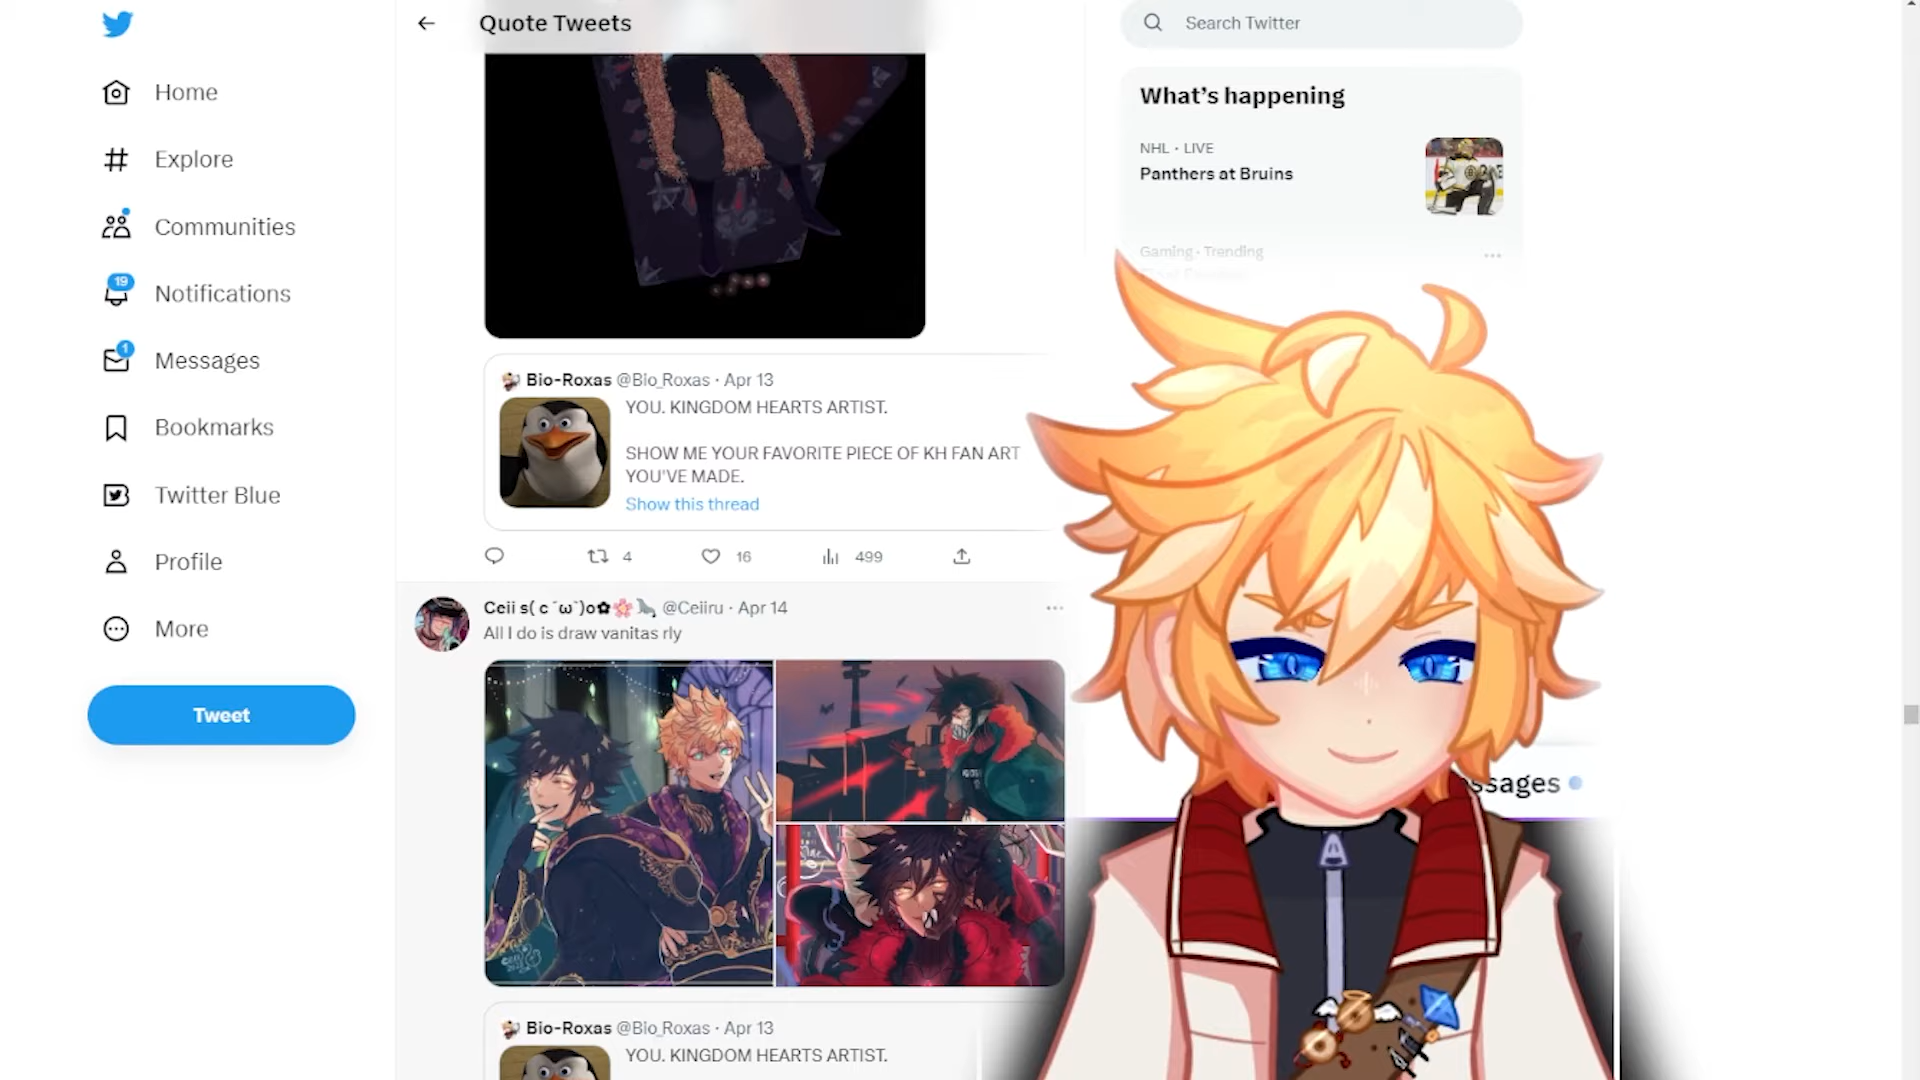 Home
Explore
Communities
19
Notifications
1
Messages
Bookmarks
Twitter Blue
Profile
More
Tweet
Quote Tweets
Bio-Roxas @Bio_Roxas · Apr 13
YOU. KINGDOM HEARTS ARTIST.
SHOW ME YOUR FAVORITE PIECE OF KH FAN ART
YOU'VE MADE.
Show this thread
4
16
499
Ceii s( c ´ω`)o✿🌸🦭 @Ceiiru · Apr 14
All I do is draw vanitas rly
Bio-Roxas @Bio_Roxas · Apr 13
YOU. KINGDOM HEARTS ARTIST.
Search Twitter
What's happening
NHL · LIVE
Panthers at Bruins
Gaming · Trending
ssages